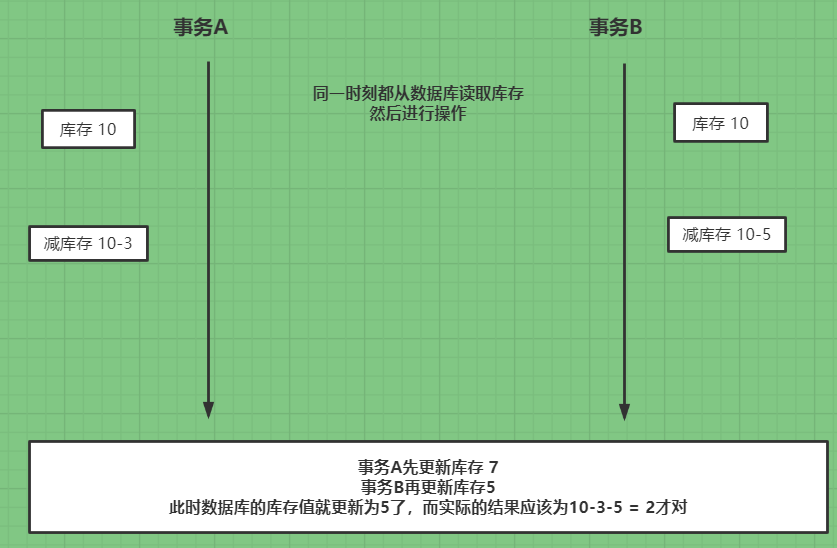 事务A
事务B
同一时刻都从数据库读取库存
然后进行操作
库存 10
库存 10
减库存 10-3
减库存 10-5
事务A先更新库存 7
事务B再更新库存5
此时数据库的库存值就更新为5了，而实际的结果应该为10-3-5 = 2才对